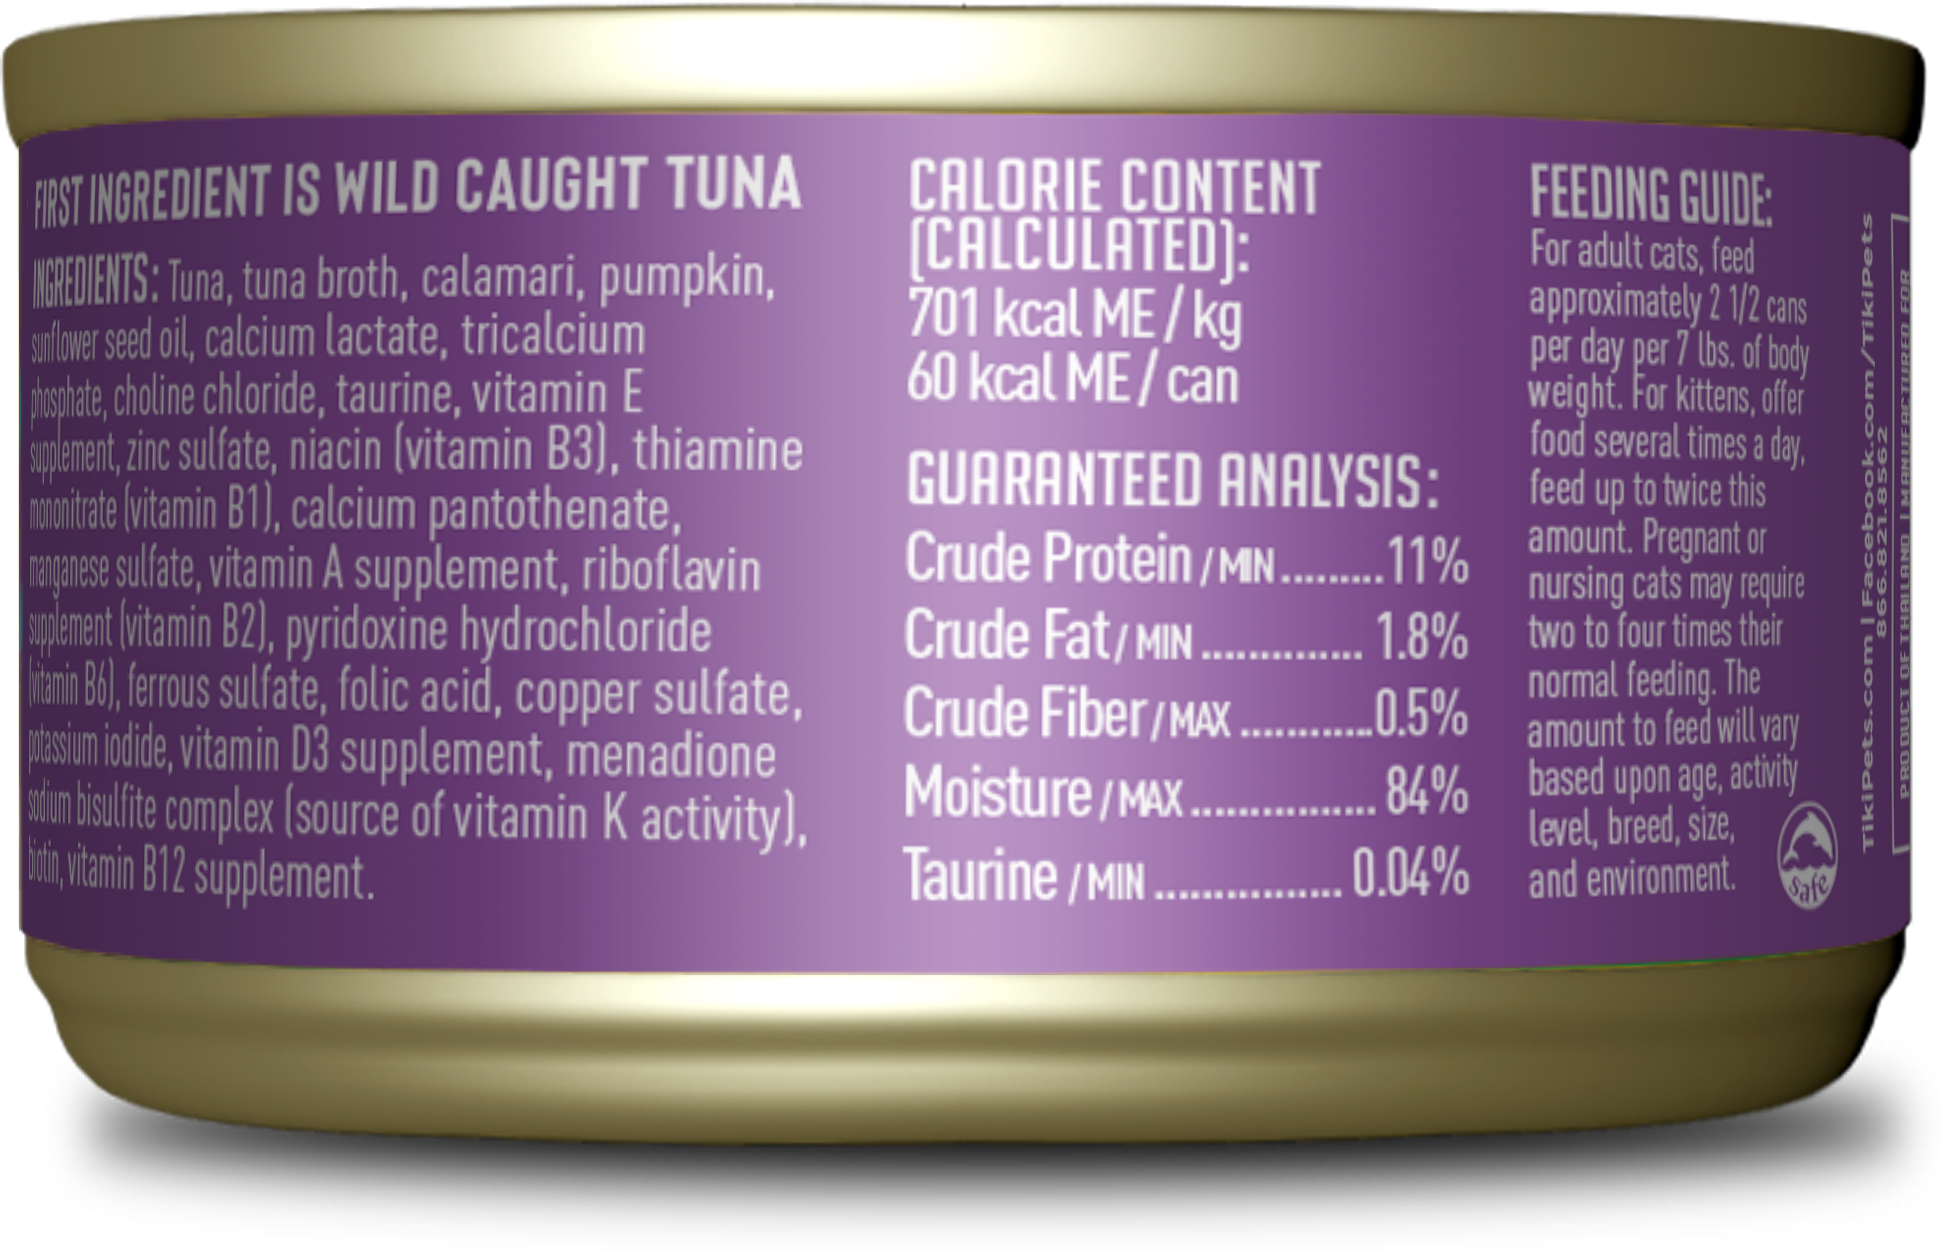 FIRST INGREDIENT IS WILD CAUGHT TUNA
INGREDIENTS: Tuna, tuna broth, calamari, pumpkin,
sunflower seed oil, calcium lactate, tricalcium
phosphate, choline chloride, taurine, vitamin E
supplement, zinc sulfate, niacin (vitamin B3), thiamine
mononitrate (vitamin B1), calcium pantothenate,
manganese sulfate, vitamin A supplement, riboflavin
supplement (vitamin B2), pyridoxine hydrochloride
(vitamin B6), ferrous sulfate, folic acid, copper sulfate,
potassium iodide, vitamin D3 supplement, menadione
sodium bisulfite complex (source of vitamin K activity),
biotin, vitamin B12 supplement.
CALORIE CONTENT
(CALCULATED):
701 kcal ME / kg
60 kcal ME / can
GUARANTEED ANALYSIS:
Crude Protein / MIN ......... 11%
Crude Fat / MIN .............. 1.8%
Crude Fiber / MAX ............ 0.5%
Moisture / MAX ................ 84%
Taurine / MIN ................ 0.04%
FEEDING GUIDE:
For adult cats, feed
approximately 2 1/2 cans
per day per 7 lbs. of body
weight. For kittens, offer
food several times a day,
feed up to twice this
amount. Pregnant or
nursing cats may require
two to four times their
normal feeding. The
amount to feed will vary
based upon age, activity
level, breed, size,
and environment.
safe
TikiPets.com | Facebook.com/TikiPets
866.821.8562
PRODUCT OF THAILAND | MANUFACTURED FOR